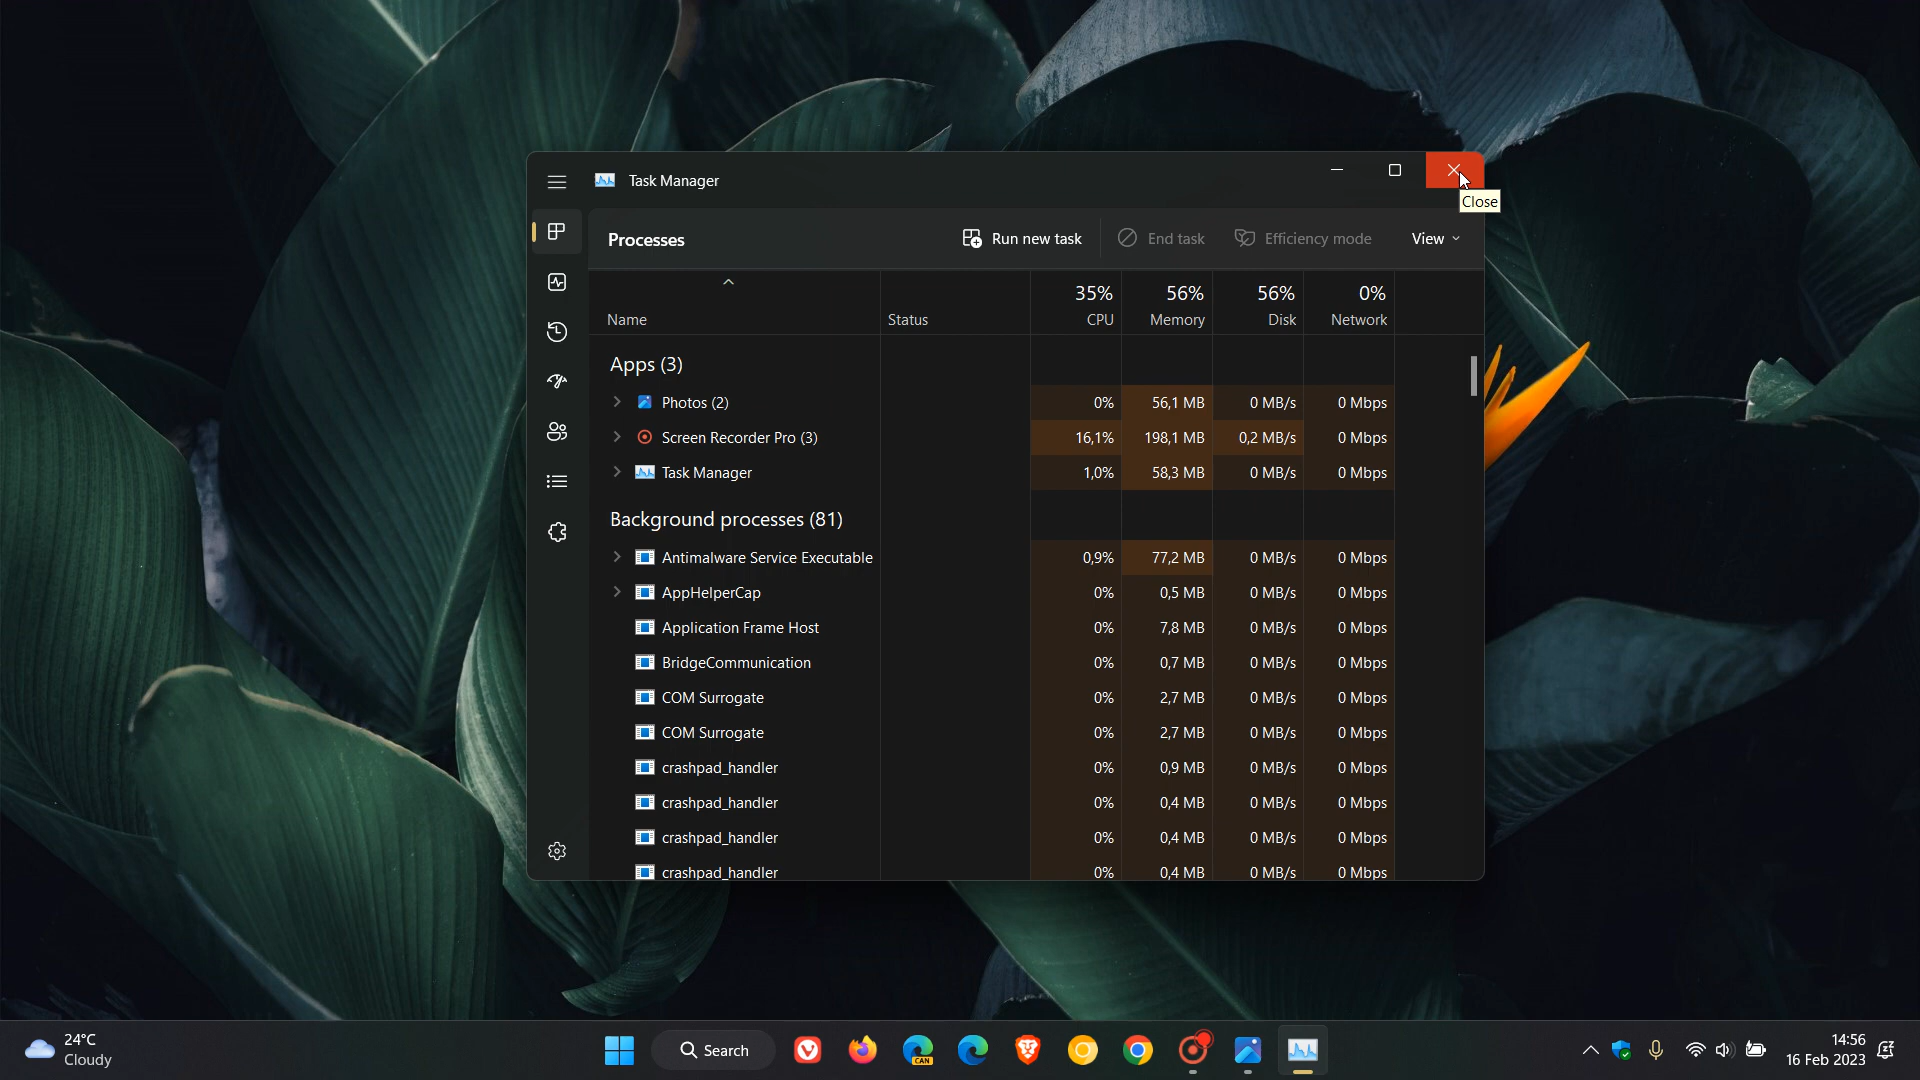 Task Manager
Close
Processes
Run new task
End task
Efficiency mode
View
35% 56% 56% 0%
Name Status CPU Memory Disk Network
Apps (3)
Photos (2) 0% 56,1 MB 0 MB/s 0 Mbps
Screen Recorder Pro (3) 16,1% 198,1 MB 0,2 MB/s 0 Mbps
Task Manager 1,0% 58,3 MB 0 MB/s 0 Mbps
Background processes (81)
Antimalware Service Executable 0,9% 77,2 MB 0 MB/s 0 Mbps
AppHelperCap 0% 0,5 MB 0 MB/s 0 Mbps
Application Frame Host 0% 7,8 MB 0 MB/s 0 Mbps
BridgeCommunication 0% 0,7 MB 0 MB/s 0 Mbps
COM Surrogate 0% 2,7 MB 0 MB/s 0 Mbps
COM Surrogate 0% 2,7 MB 0 MB/s 0 Mbps
crashpad_handler 0% 0,9 MB 0 MB/s 0 Mbps
crashpad_handler 0% 0,4 MB 0 MB/s 0 Mbps
crashpad_handler 0% 0,4 MB 0 MB/s 0 Mbps
crashpad_handler 0% 0,4 MB 0 MB/s 0 Mbps
24°C
Cloudy
Search
CAN
14:56
16 Feb 2023